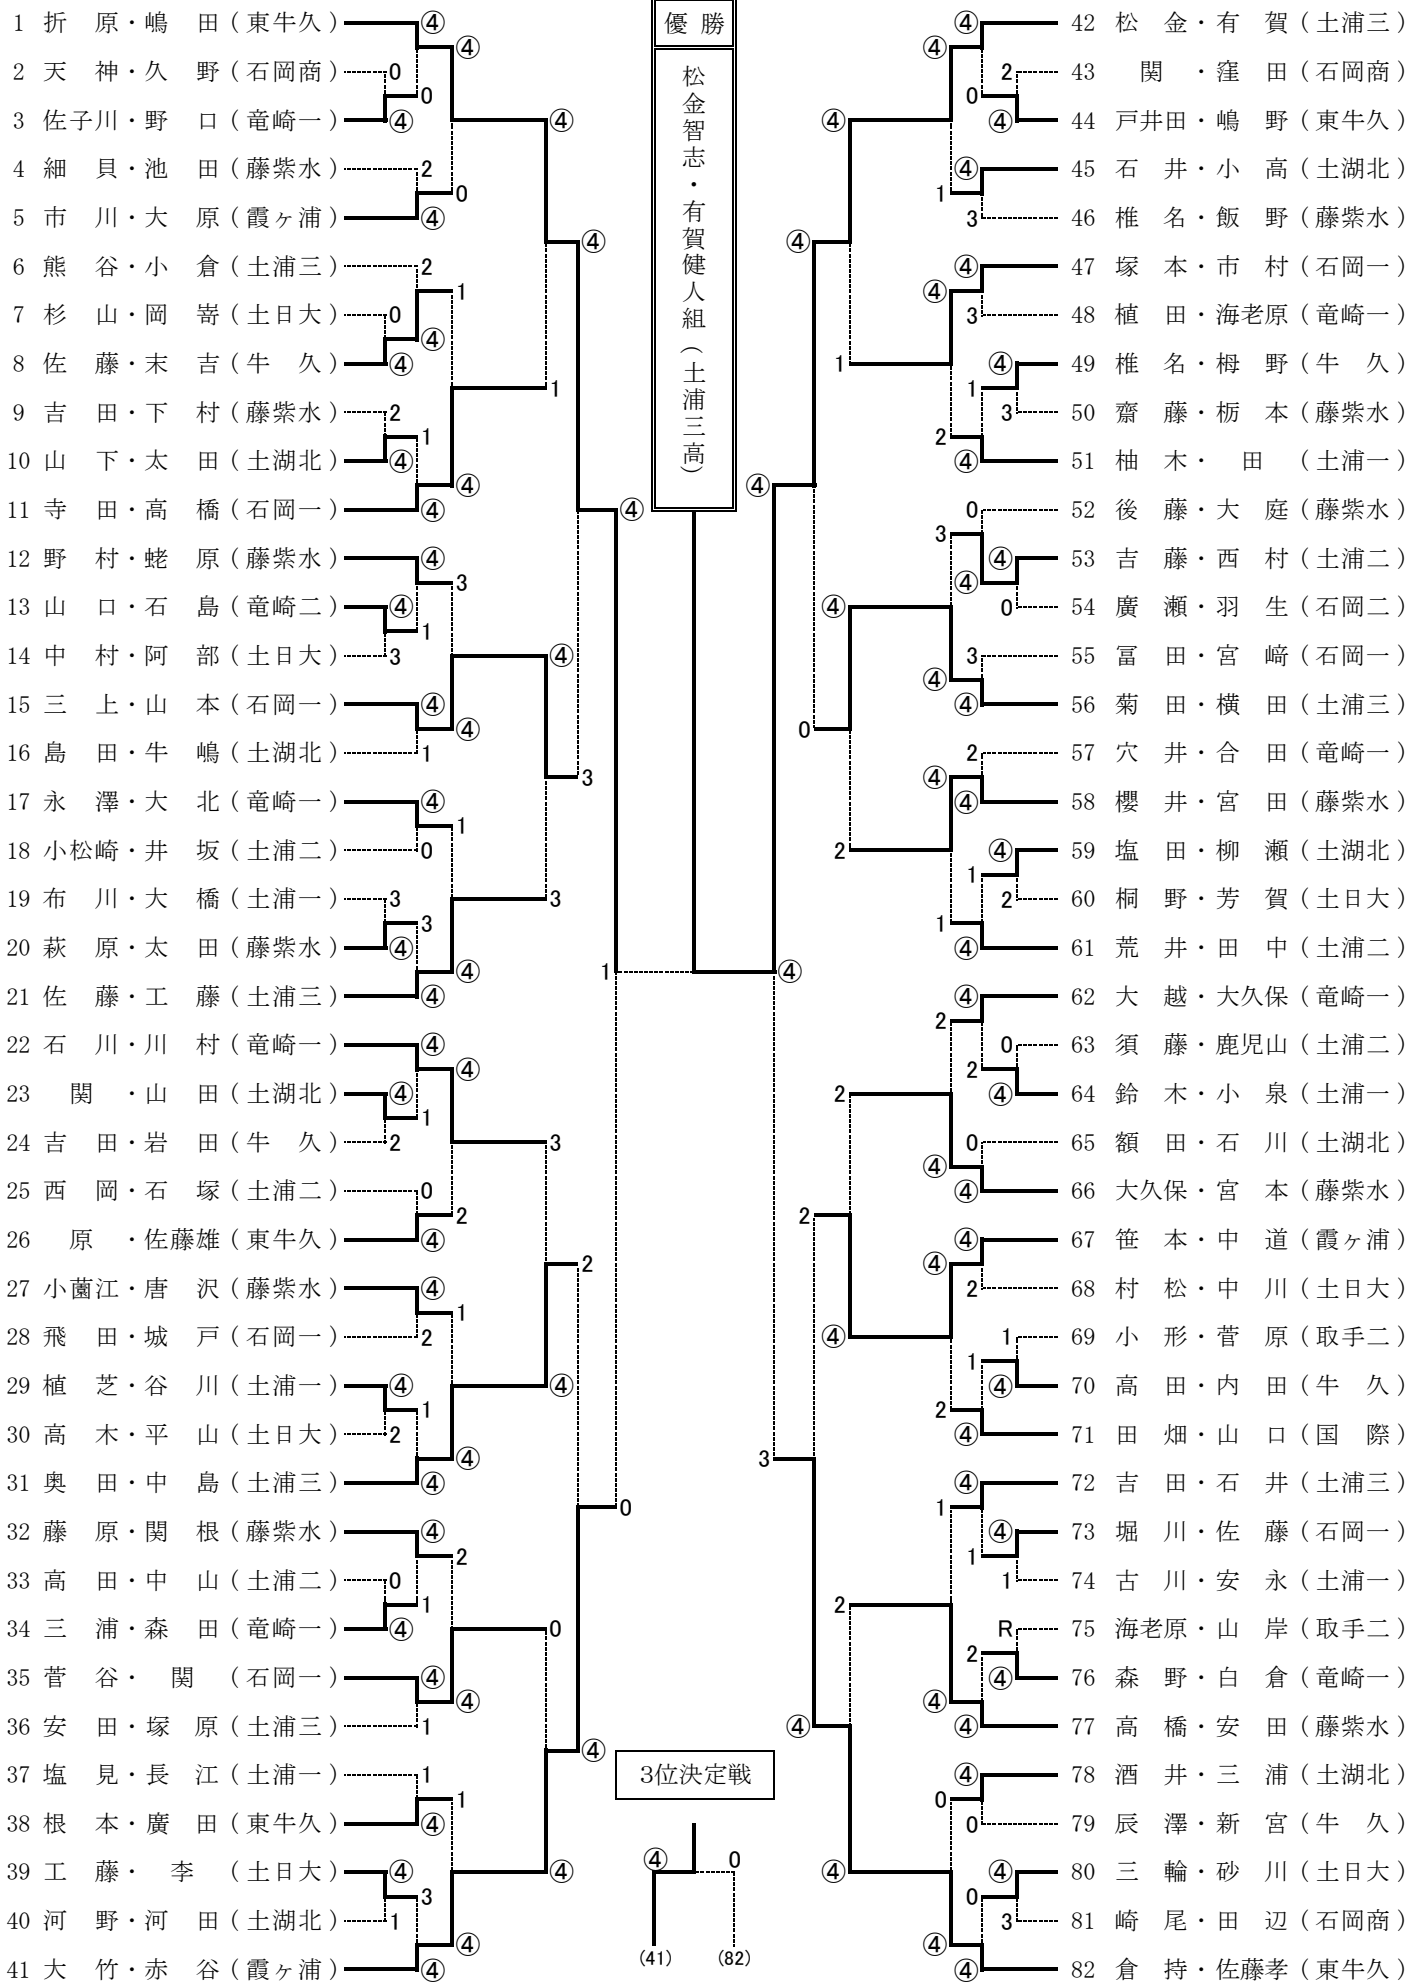 優 勝
松金智志・有賀健人組(土浦三高)
1 折 原・嶋 田(東牛久)
2 天 神・久 野(石岡商)
3 佐子川・野 口(竜崎一)
4 細 貝・池 田(藤紫水)
5 市 川・大 原(霞ヶ浦)
6 熊 谷・小 倉(土浦三)
7 杉 山・岡 嵜(土日大)
8 佐 藤・末 吉(牛 久)
9 吉 田・下 村(藤紫水)
10 山 下・太 田(土湖北)
11 寺 田・高 橋(石岡一)
12 野 村・蛯 原(藤紫水)
13 山 口・石 島(竜崎二)
14 中 村・阿 部(土日大)
15 三 上・山 本(石岡一)
16 島 田・牛 嶋(土湖北)
17 永 澤・大 北(竜崎一)
18 小松崎・井 坂(土浦二)
19 布 川・大 橋(土浦一)
20 萩 原・太 田(藤紫水)
21 佐 藤・工 藤(土浦三)
22 石 川・川 村(竜崎一)
23 関 ・山 田(土湖北)
24 吉 田・岩 田(牛 久)
25 西 岡・石 塚(土浦二)
26 原 ・佐藤雄(東牛久)
27 小薗江・唐 沢(藤紫水)
28 飛 田・城 戸(石岡一)
29 植 芝・谷 川(土浦一)
30 高 木・平 山(土日大)
31 奥 田・中 島(土浦三)
32 藤 原・関 根(藤紫水)
33 高 田・中 山(土浦二)
34 三 浦・森 田(竜崎一)
35 菅 谷・ 関 (石岡一)
36 安 田・塚 原(土浦三)
37 塩 見・長 江(土浦一)
38 根 本・廣 田(東牛久)
39 工 藤・ 李 (土日大)
40 河 野・河 田(土湖北)
41 大 竹・赤 谷(霞ヶ浦)
42 松 金・有 賀(土浦三)
43 関 ・窪 田(石岡商)
44 戸井田・嶋 野(東牛久)
45 石 井・小 高(土湖北)
46 椎 名・飯 野(藤紫水)
47 塚 本・市 村(石岡一)
48 植 田・海老原(竜崎一)
49 椎 名・栂 野(牛 久)
50 齋 藤・栃 本(藤紫水)
51 柚 木・ 田 (土浦一)
52 後 藤・大 庭(藤紫水)
53 吉 藤・西 村(土浦二)
54 廣 瀬・羽 生(石岡二)
55 冨 田・宮 﨑(石岡一)
56 菊 田・横 田(土浦三)
57 穴 井・合 田(竜崎一)
58 櫻 井・宮 田(藤紫水)
59 塩 田・柳 瀬(土湖北)
60 桐 野・芳 賀(土日大)
61 荒 井・田 中(土浦二)
62 大 越・大久保(竜崎一)
63 須 藤・鹿児山(土浦二)
64 鈴 木・小 泉(土浦一)
65 額 田・石 川(土湖北)
66 大久保・宮 本(藤紫水)
67 笹 本・中 道(霞ヶ浦)
68 村 松・中 川(土日大)
69 小 形・菅 原(取手二)
70 高 田・内 田(牛 久)
71 田 畑・山 口(国 際)
72 吉 田・石 井(土浦三)
73 堀 川・佐 藤(石岡一)
74 古 川・安 永(土浦一)
75 海老原・山 岸(取手二)
76 森 野・白 倉(竜崎一)
77 高 橋・安 田(藤紫水)
78 酒 井・三 浦(土湖北)
79 辰 澤・新 宮(牛 久)
80 三 輪・砂 川(土日大)
81 崎 尾・田 辺(石岡商)
82 倉 持・佐藤孝(東牛久)
3位決定戦
④ 0
(41) (82)